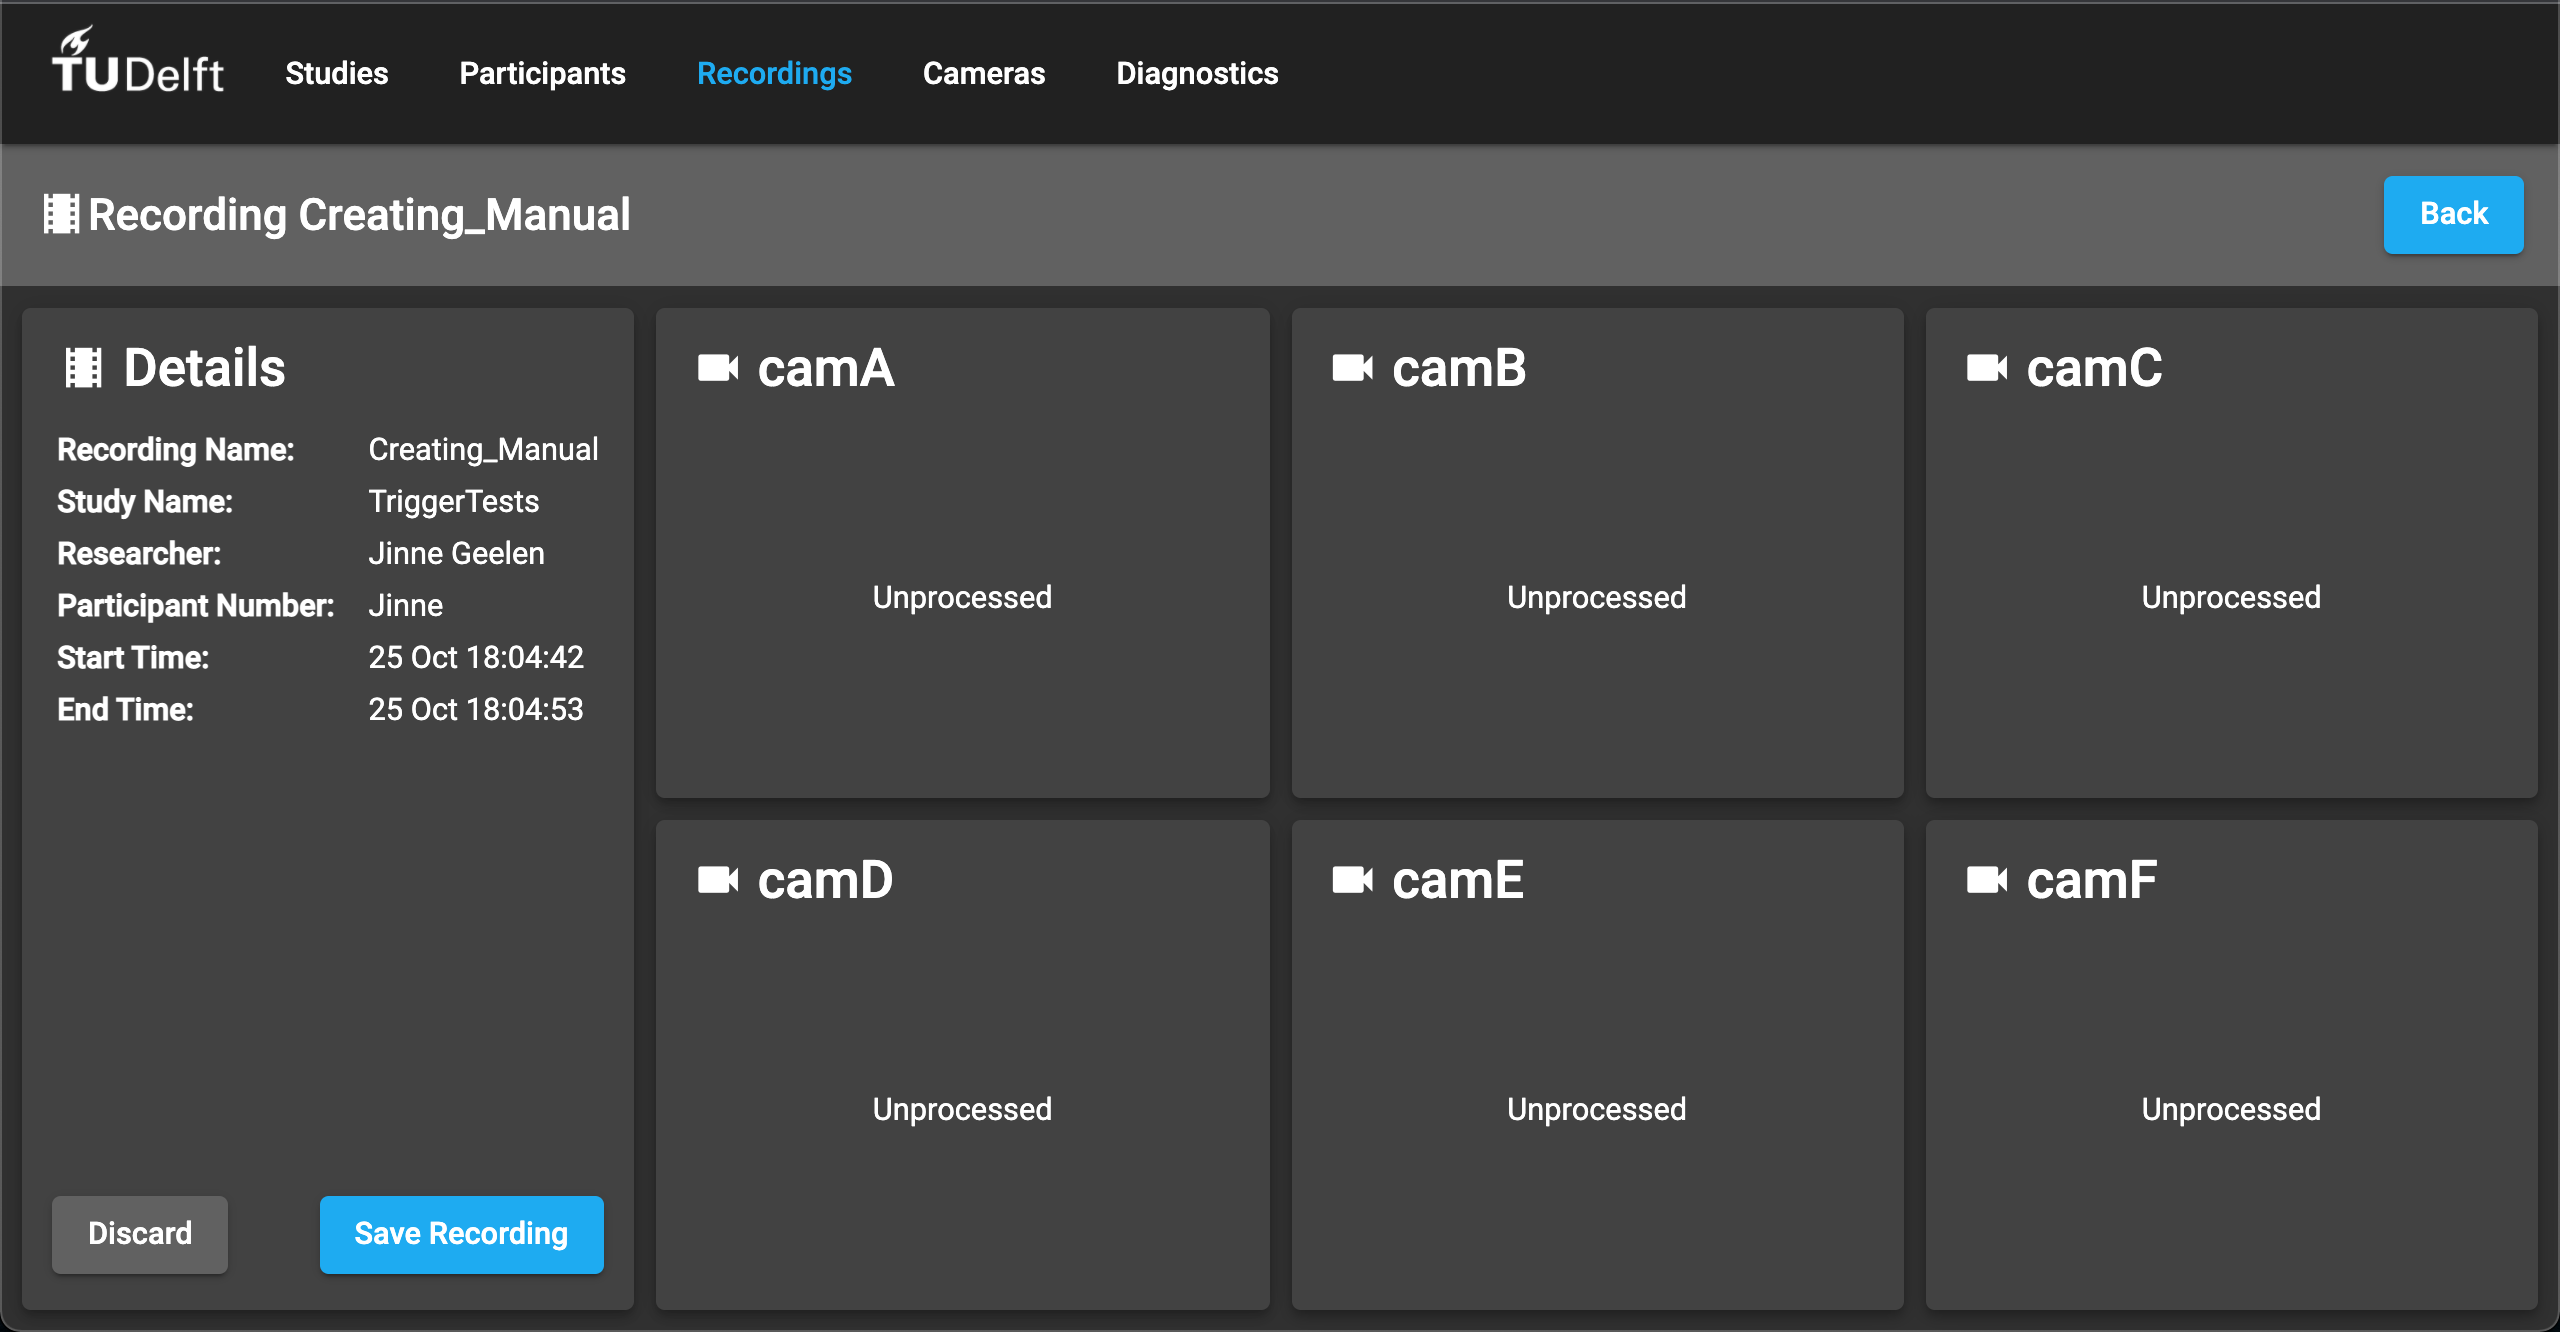 TU Delft
Studies Participants Recordings Cameras Diagnostics
Recording Creating_Manual
Back
Details
Recording Name: Creating_Manual
Study Name: TriggerTests
Researcher: Jinne Geelen
Participant Number: Jinne
Start Time: 25 Oct 18:04:42
End Time: 25 Oct 18:04:53
Discard
Save Recording
camA
Unprocessed
camB
Unprocessed
camC
Unprocessed
camD
Unprocessed
camE
Unprocessed
camF
Unprocessed